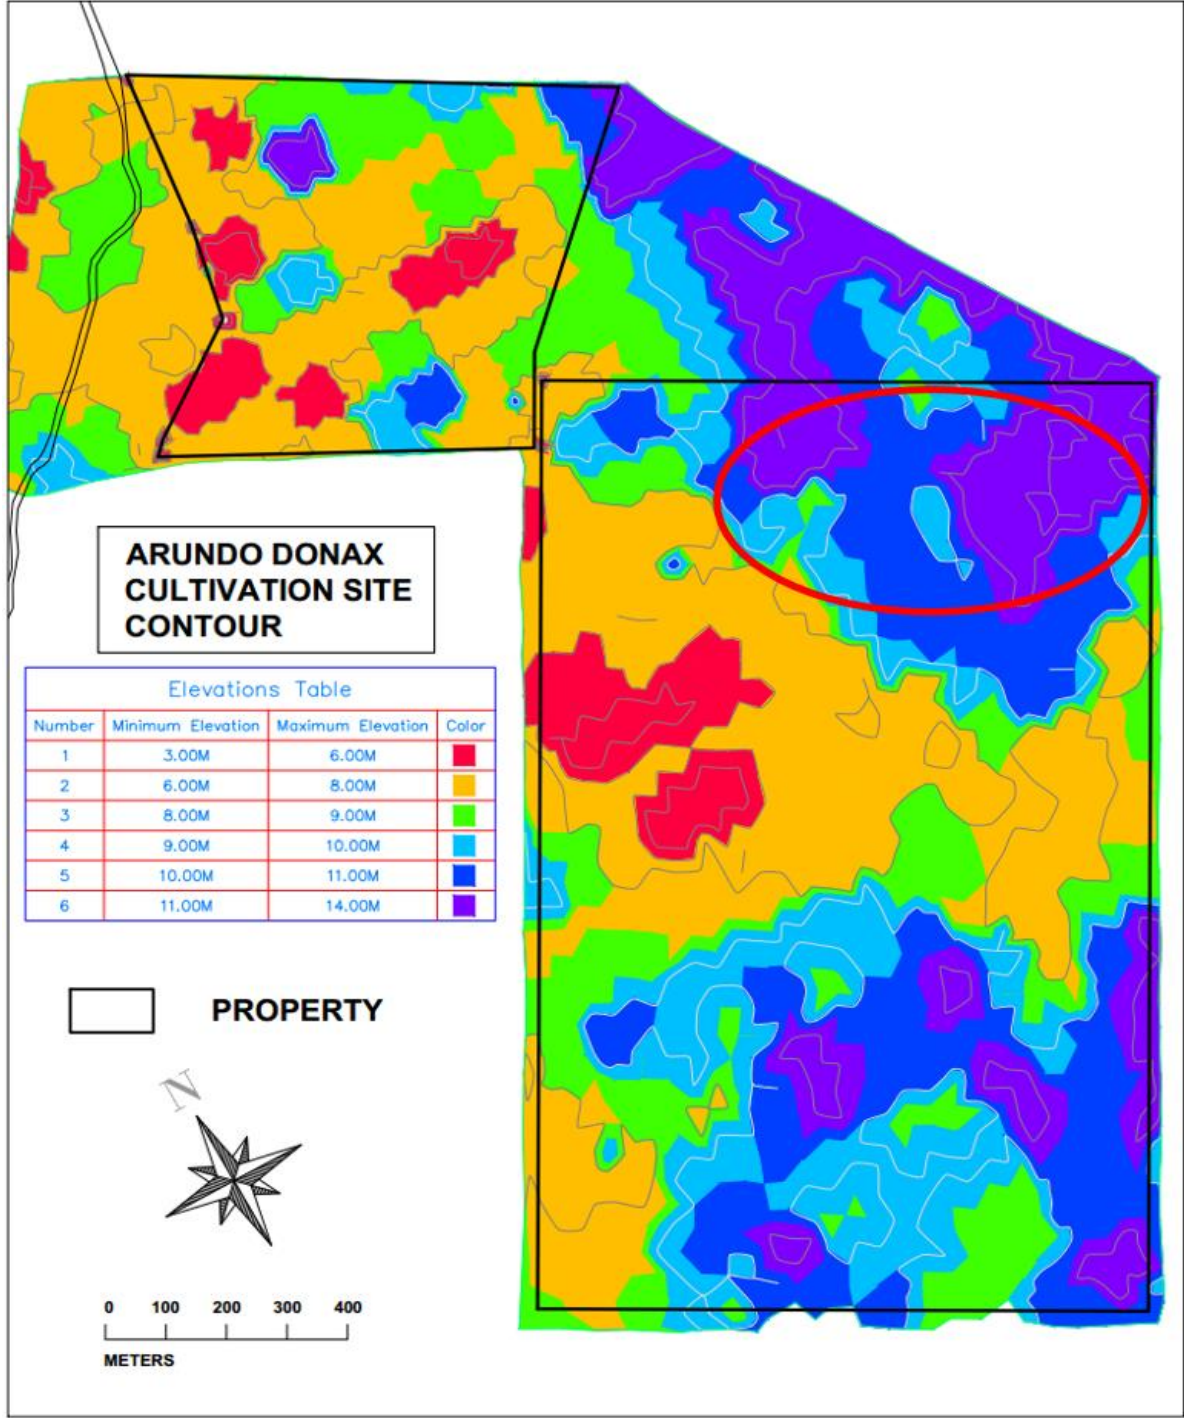 ARUNDO DONAX
CULTIVATION SITE
CONTOUR
Elevations Table
Number Minimum Elevation Maximum Elevation Color
1 3.00M 6.00M
2 6.00M 8.00M
3 8.00M 9.00M
4 9.00M 10.00M
5 10.00M 11.00M
6 11.00M 14.00M
PROPERTY
N
0 100 200 300 400
METERS